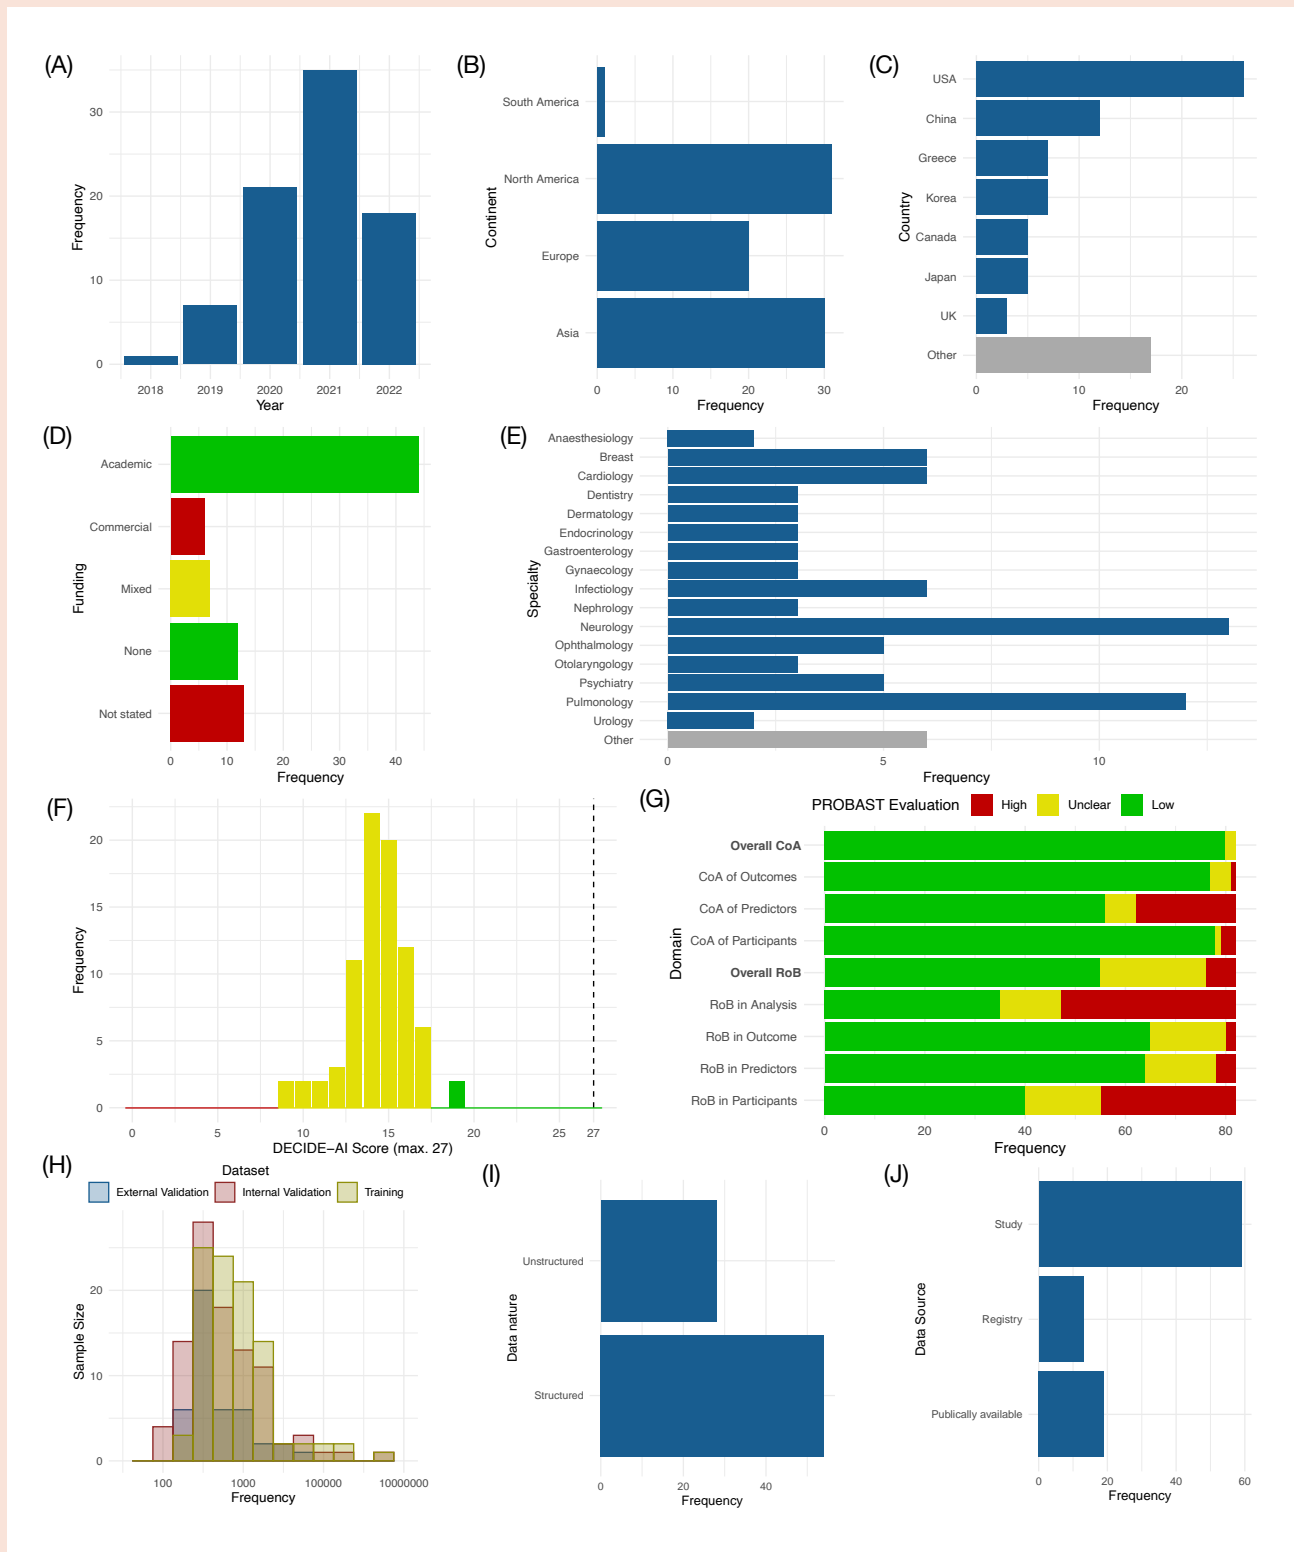 (A)
Frequency
30
20
10
0
2018 2019 2020 2021 2022
Year
(B)
Continent
South America
North America
Europe
Asia
0 10 20 30
Frequency
(C)
Country
USA
China
Greece
Korea
Canada
Japan
UK
Other
0 10 20
Frequency
(D)
Funding
Academic
Commercial
Mixed
None
Not stated
0 10 20 30 40
Frequency
(E)
Specialty
Anaesthesiology
Breast
Cardiology
Dentistry
Dermatology
Endocrinology
Gastroenterology
Gynaecology
Infectiology
Nephrology
Neurology
Ophthalmology
Otolaryngology
Psychiatry
Pulmonology
Urology
Other
0 5 10
Frequency
(F)
Frequency
20
15
10
5
0
0 5 10 15 20 25 27
DECIDE−AI Score (max. 27)
(G)
PROBAST Evaluation High Unclear Low
Domain
Overall CoA
CoA of Outcomes
CoA of Predictors
CoA of Participants
Overall RoB
RoB in Analysis
RoB in Outcome
RoB in Predictors
RoB in Participants
0 20 40 60 80
Frequency
(H)
Dataset
External Validation Internal Validation Training
Sample Size
20
10
0
100 1000 100000 10000000
Frequency
(I)
Data nature
Unstructured
Structured
0 20 40
Frequency
(J)
Data Source
Study
Registry
Publically available
0 20 40 60
Frequency